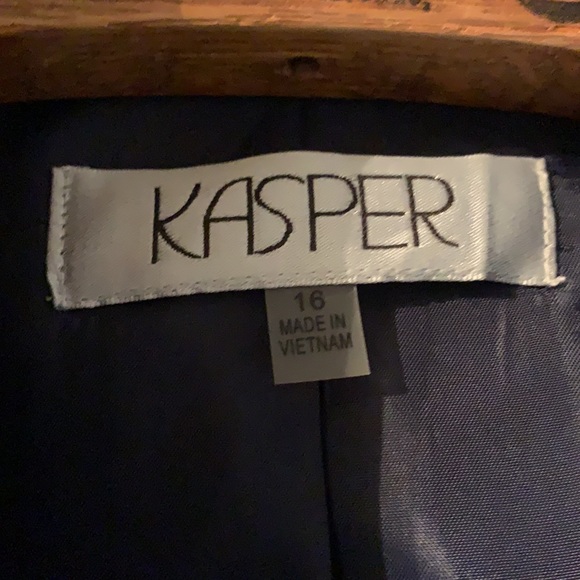 KASPER
16
MADE IN
VIETNAM